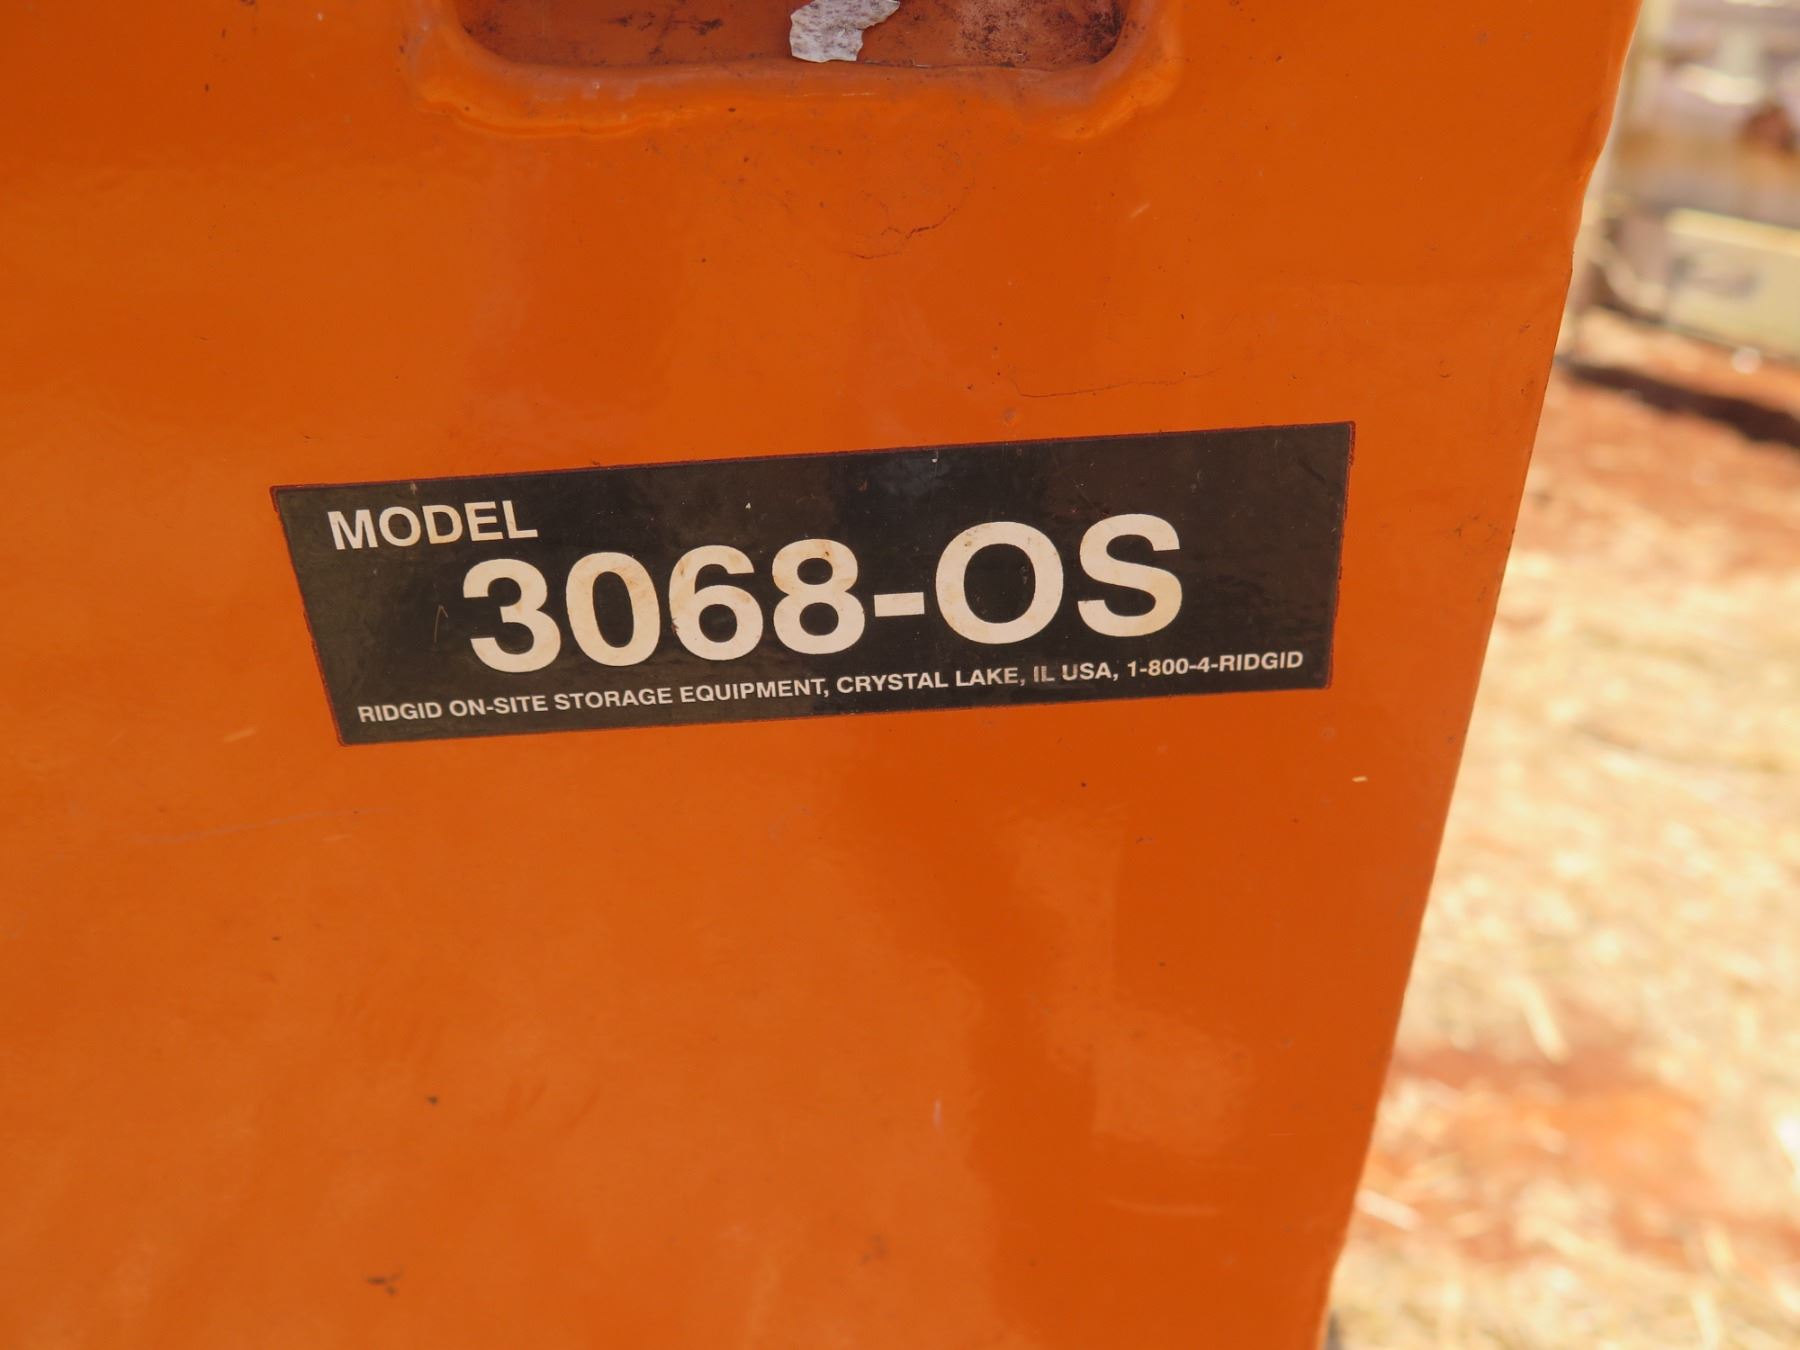 MODEL
3068-OS
RIDGID ON-SITE STORAGE EQUIPMENT, CRYSTAL LAKE, IL USA, 1-800-4-RIDGID